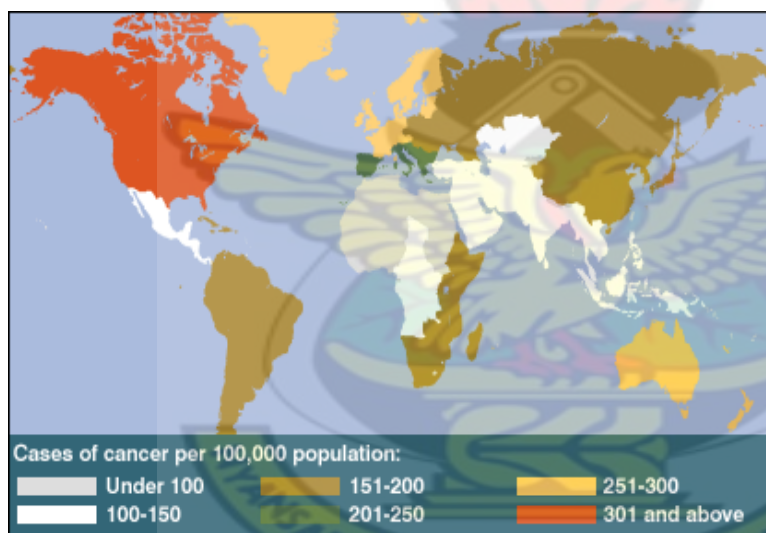 Cases of cancer per 100,000 population:
Under 100 151-200 251-300
100-150 201-250 301 and above